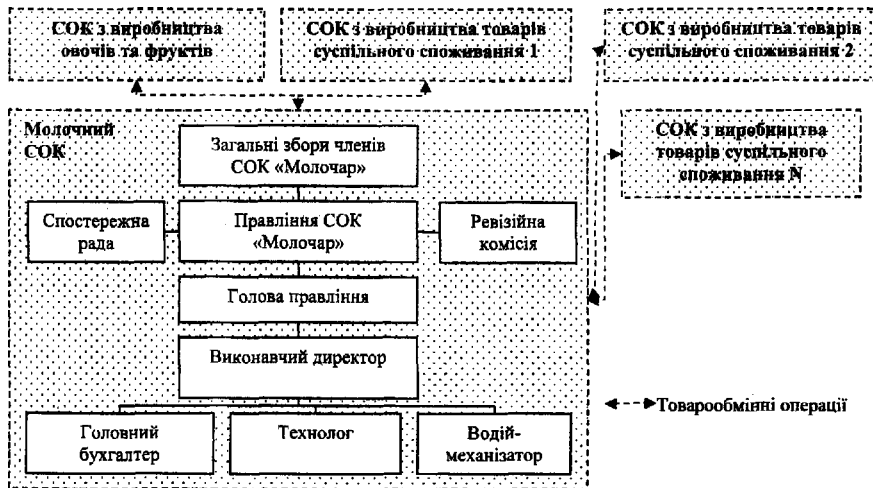 СОК з виробництва
овочів та фруктів
СОК з виробництва товарів
суспільного споживання 1
СОК з виробництва товарів
суспільного споживання 2
СОК з виробництва
товарів суспільного
споживання N
Молочний
СОК
Загальні збори членів
СОК «Молочар»
Спостережна
рада
Правління СОК
«Молочар»
Ревізійна
комісія
Голова правління
Виконавчий директор
Головний
бухгалтер
Технолог
Водій-
механізатор
Товарообмінні операції